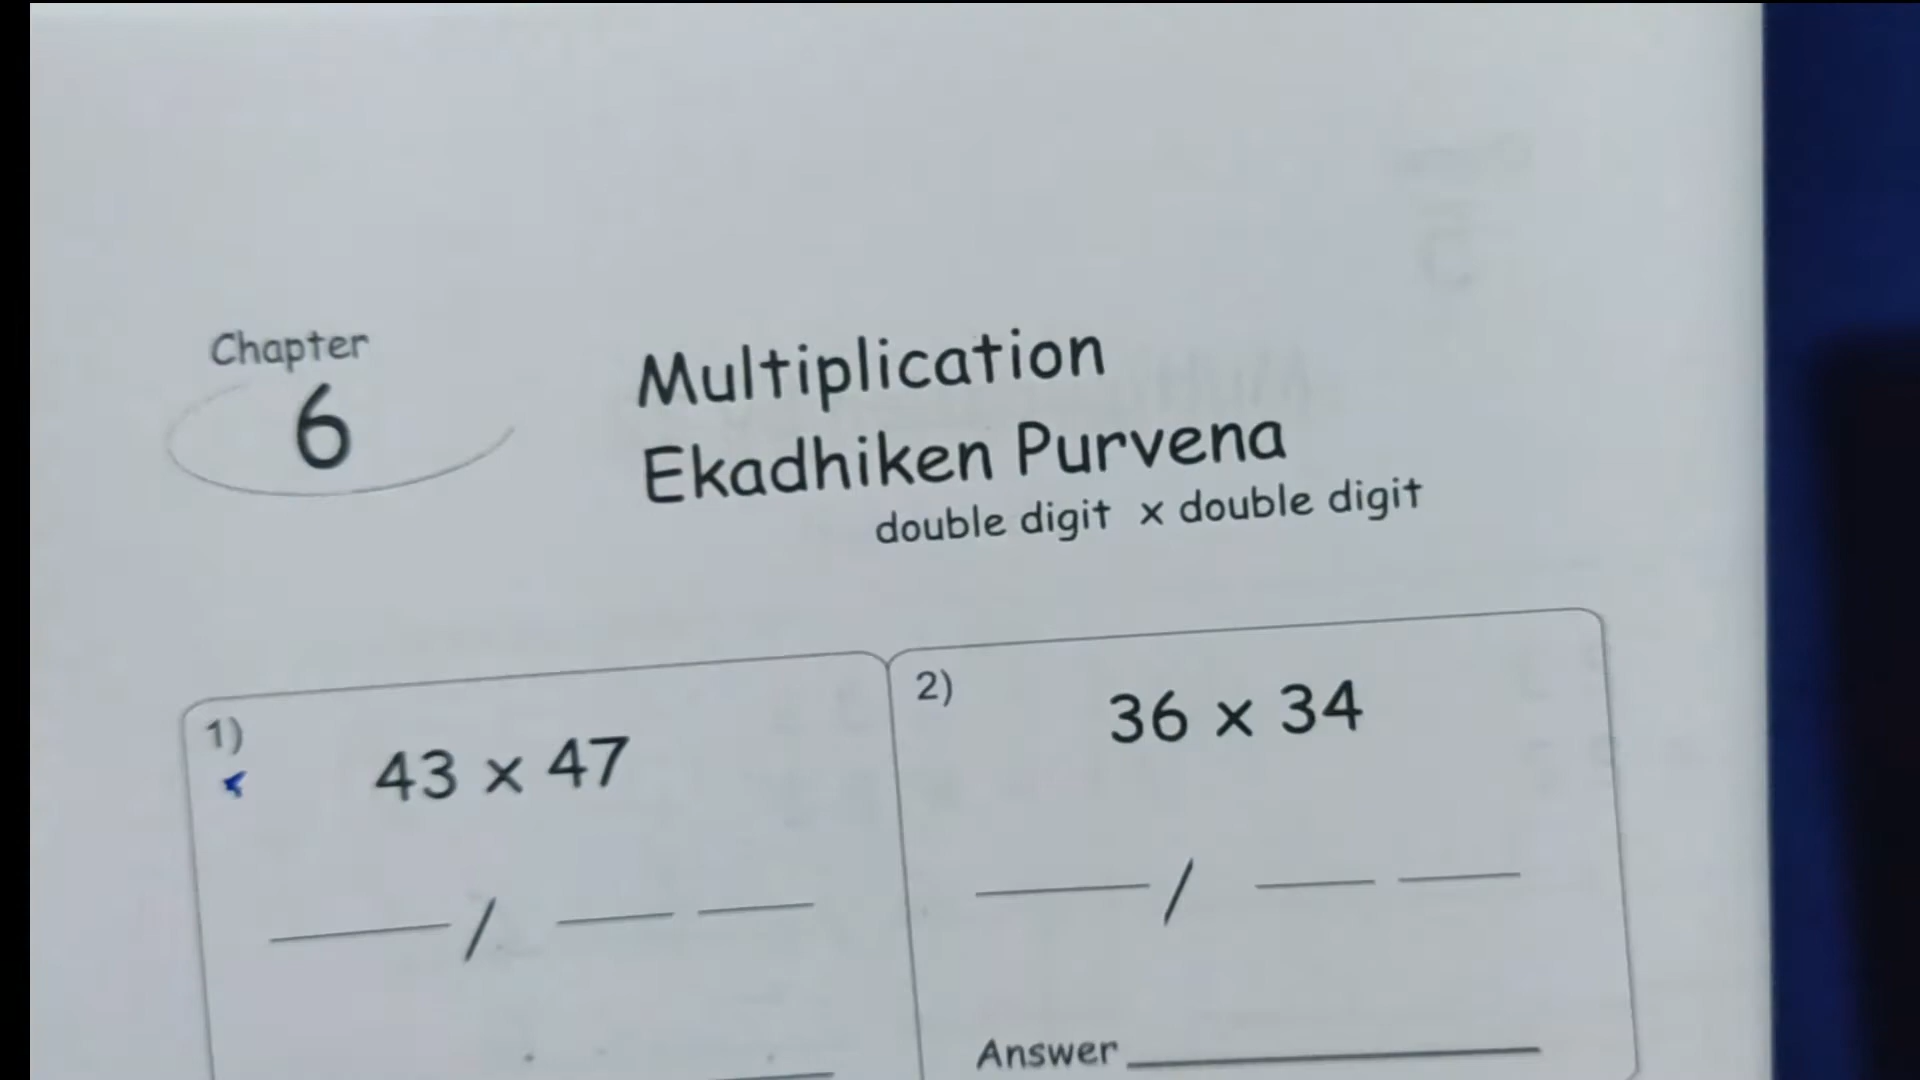 Chapter
6
Multiplication
Ekadhiken Purvena
double digit x double digit
1)
43 x 47
/
2)
36 x 34
/
Answer